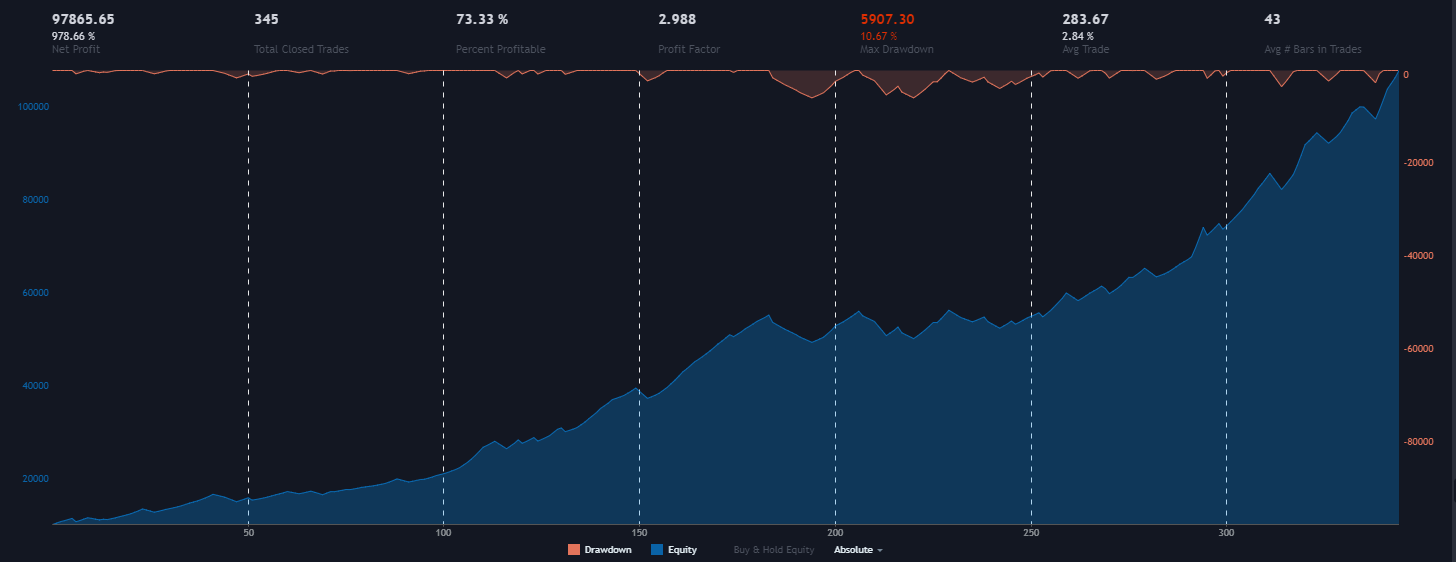 97865.65 345 73.33 % 2.988 5907.30 283.67 43
978.66 % 10.67 % 2.84 %
Net Profit Total Closed Trades Percent Profitable Profit Factor Max Drawdown Avg Trade Avg # Bars in Trades
0
100000
-20000
80000
-40000
60000
-60000
40000
-80000
20000
50 100 150 200 250 300
Drawdown Equity Buy & Hold Equity Absolute